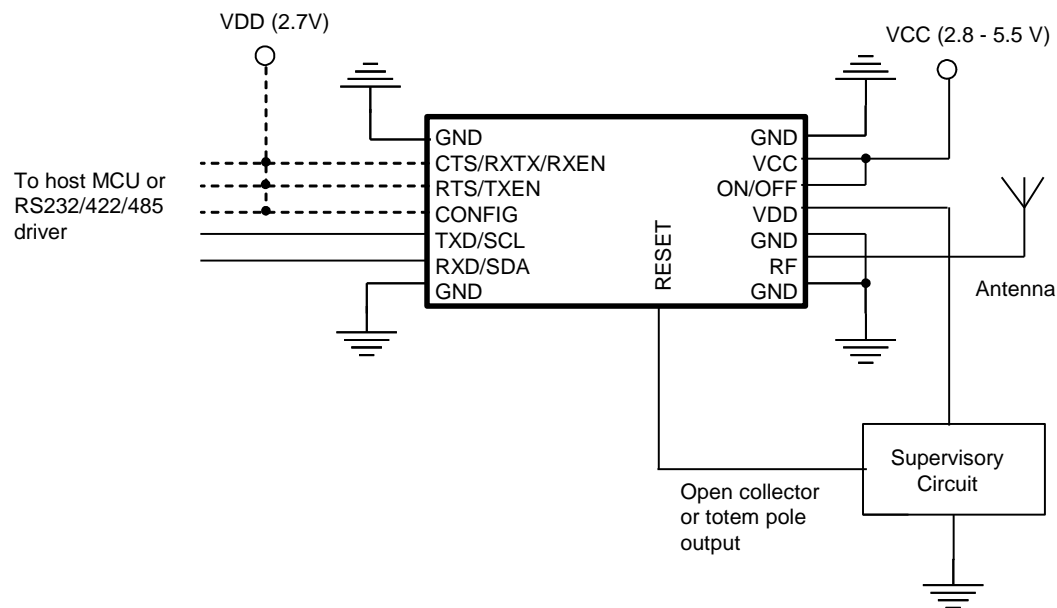 VDD (2.7V)
VCC (2.8 - 5.5 V)
To host MCU or
RS232/422/485
driver
GND
CTS/RXTX/RXEN
RTS/TXEN
CONFIG
TXD/SCL
RXD/SDA
GND
RESET
GND
VCC
ON/OFF
VDD
GND
RF
GND
Antenna
Open collector
or totem pole
output
Supervisory
Circuit